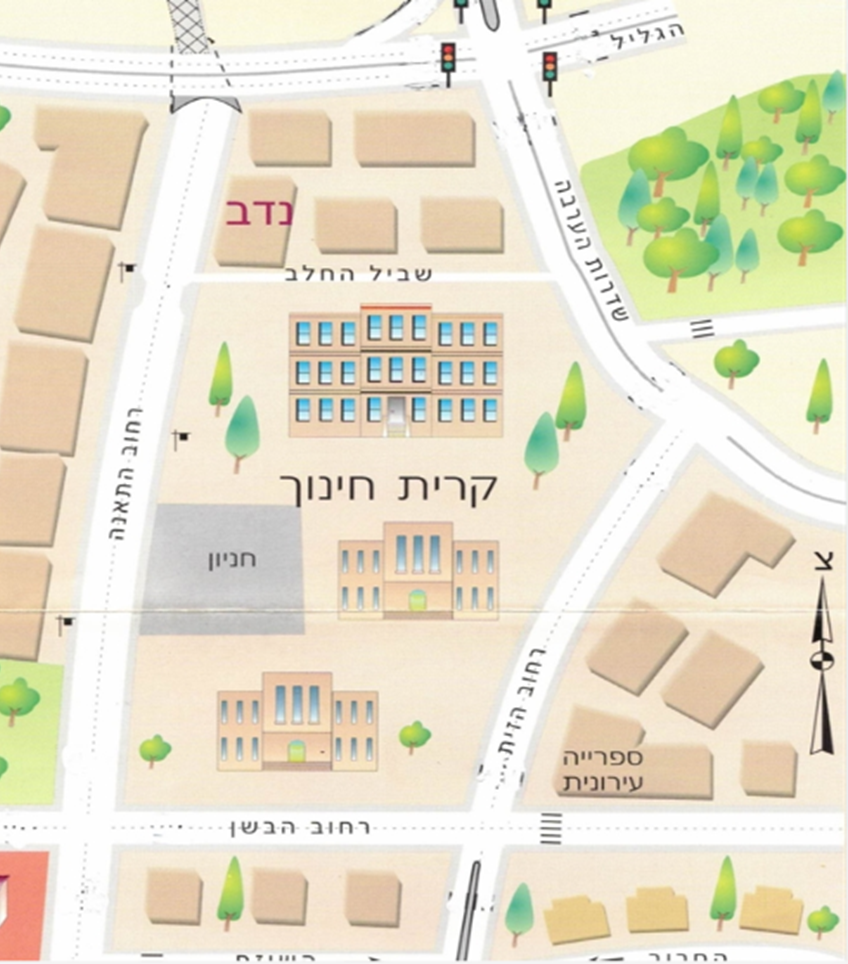 הגליל
נדב
שדרות הערבה
שביל החלב
רחוב התאנה
קרית חינוך
חניון
צ
רחוב הזית
ספרייה
עירונית
רחוב הבשן